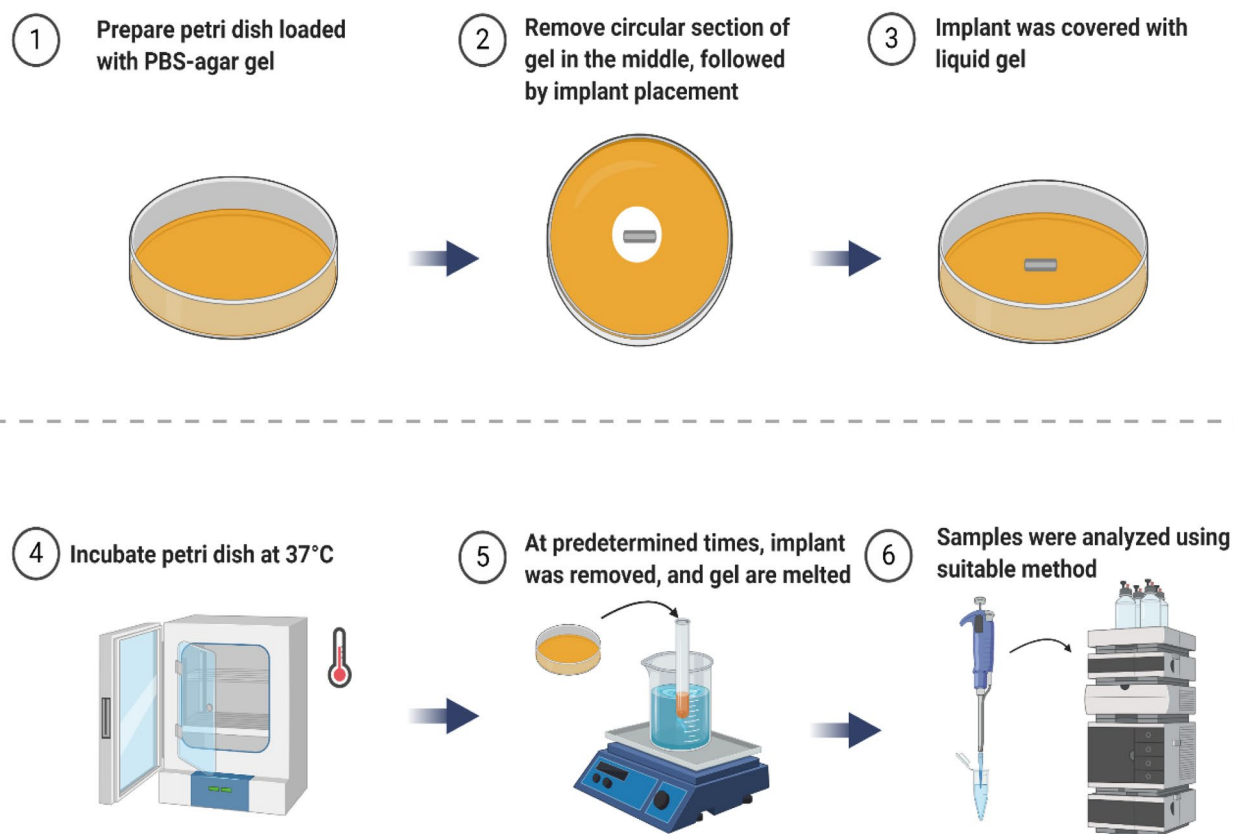 1
Prepare petri dish loaded
with PBS-agar gel
2
Remove circular section of
gel in the middle, followed
by implant placement
3
Implant was covered with
liquid gel
4
Incubate petri dish at 37°C
5
At predetermined times, implant
was removed, and gel are melted
6
Samples were analyzed using
suitable method